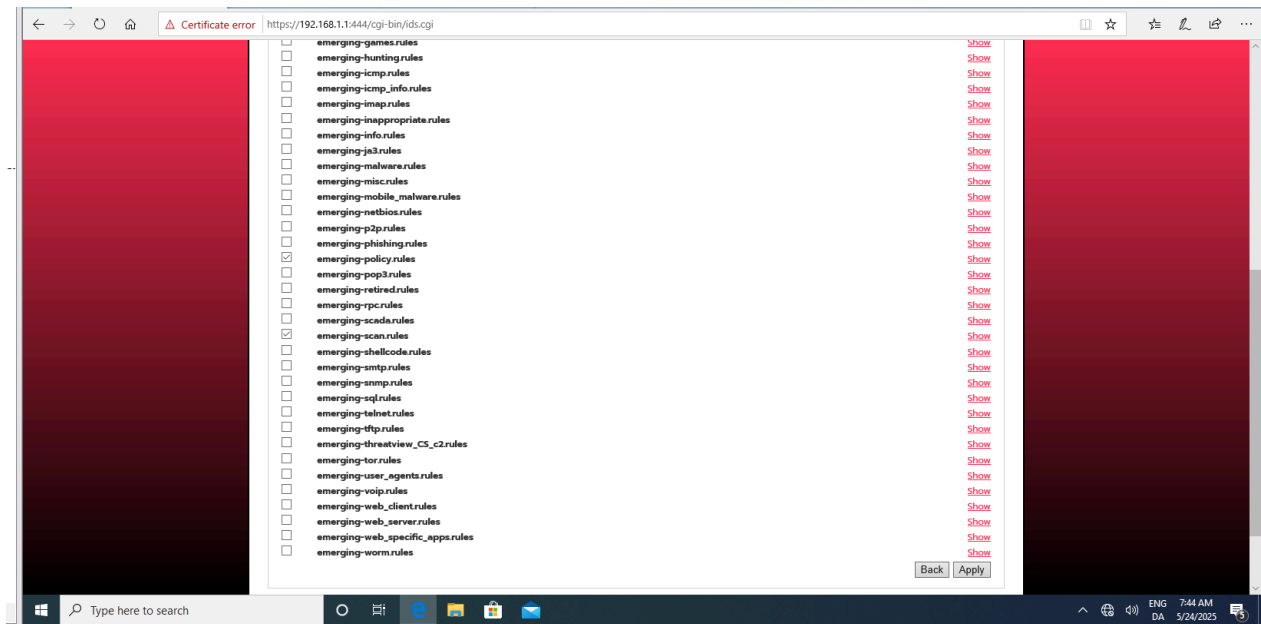 Certificate error https://192.168.1.1:444/cgi-bin/ids.cgi
emerging-games.rules Show
emerging-hunting.rules Show
emerging-icmp.rules Show
emerging-icmp_info.rules Show
emerging-imap.rules Show
emerging-inappropriate.rules Show
emerging-info.rules Show
emerging-ja3.rules Show
emerging-malware.rules Show
emerging-misc.rules Show
emerging-mobile_malware.rules Show
emerging-netbios.rules Show
emerging-p2p.rules Show
emerging-phishing.rules Show
emerging-policy.rules Show
emerging-pop3.rules Show
emerging-retired.rules Show
emerging-rpc.rules Show
emerging-scada.rules Show
emerging-scan.rules Show
emerging-shellcode.rules Show
emerging-smtp.rules Show
emerging-snmp.rules Show
emerging-sql.rules Show
emerging-telnet.rules Show
emerging-tftp.rules Show
emerging-threatview_CS_c2.rules Show
emerging-tor.rules Show
emerging-user_agents.rules Show
emerging-voip.rules Show
emerging-web_client.rules Show
emerging-web_server.rules Show
emerging-web_specific_apps.rules Show
emerging-worm.rules Show
Back Apply
Type here to search ENG 7:44 AM
DA 5/24/2025 5